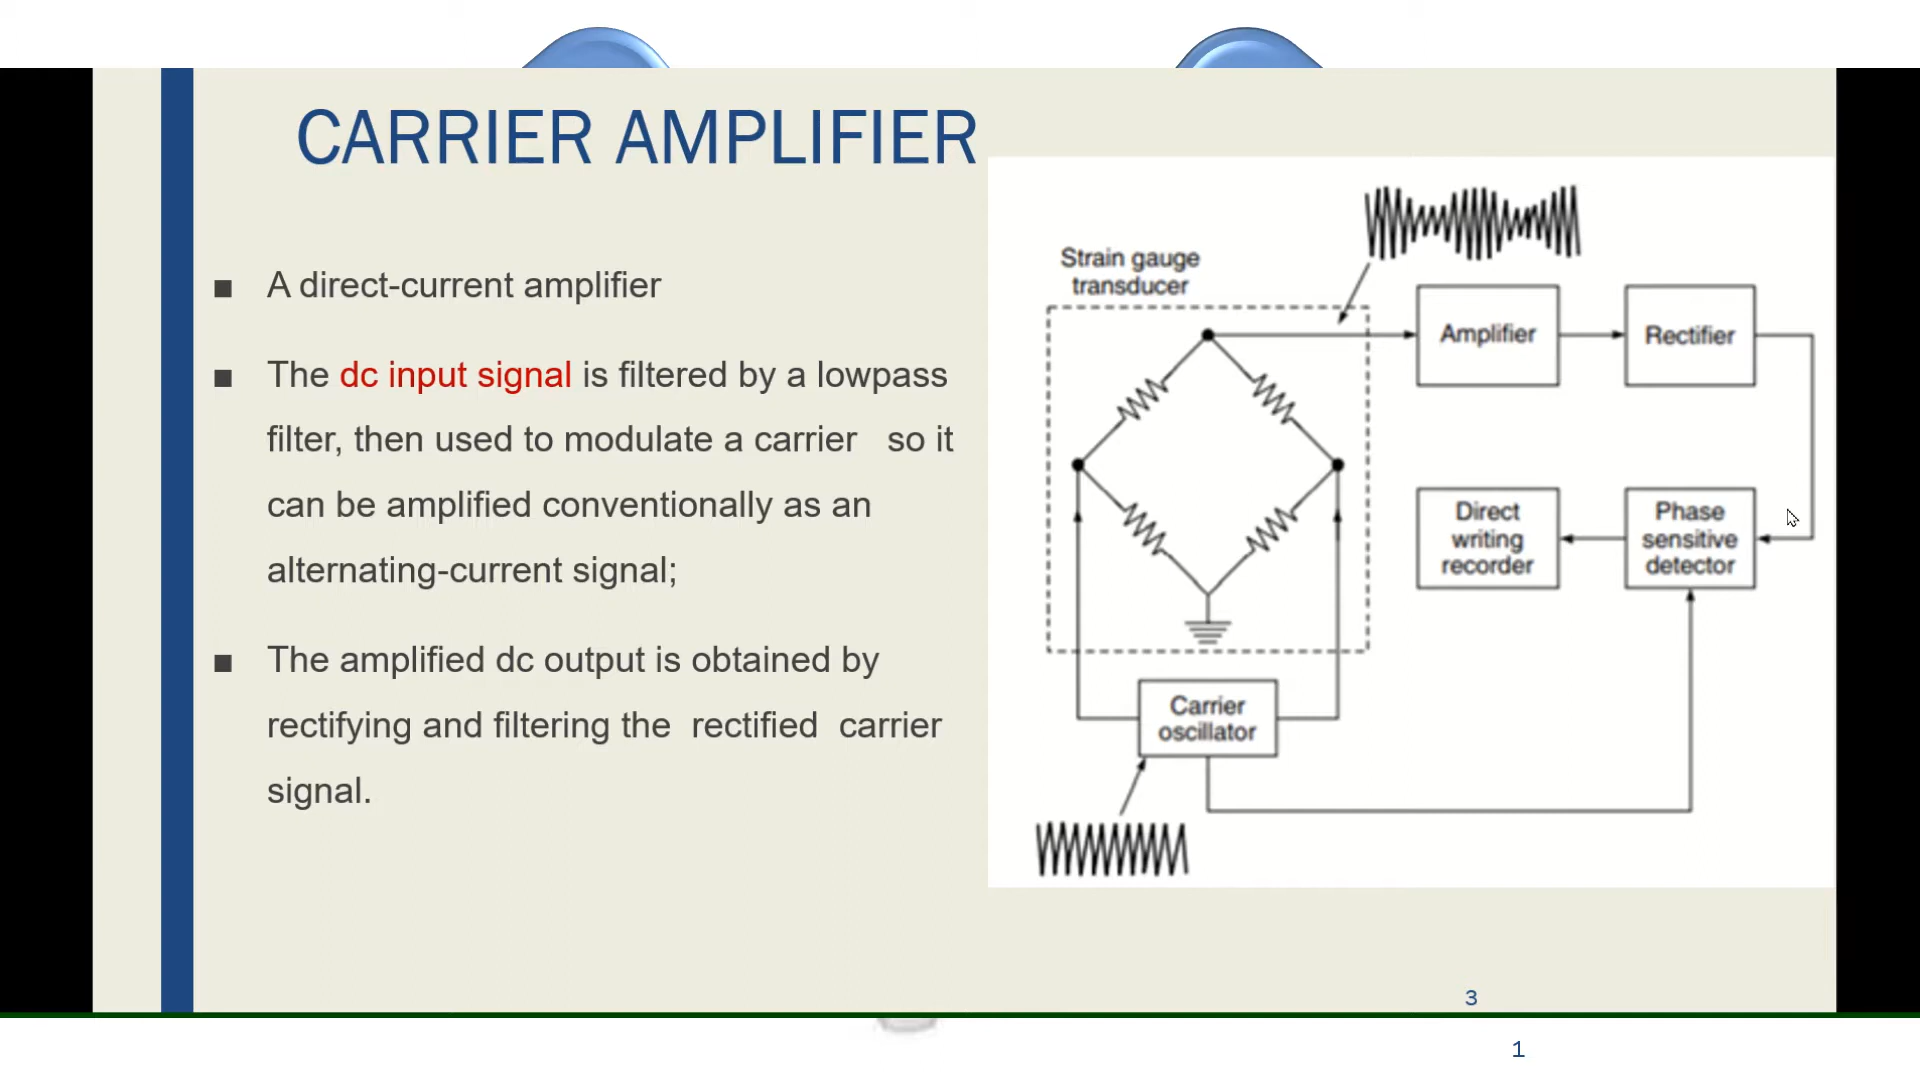 CARRIER AMPLIFIER
■ A direct-current amplifier
■ The dc input signal is filtered by a lowpass
filter, then used to modulate a carrier so it
can be amplified conventionally as an
alternating-current signal;
■ The amplified dc output is obtained by
rectifying and filtering the rectified carrier
signal.
Strain gauge
transducer
Amplifier
Rectifier
Direct
writing
recorder
Phase
sensitive
detector
Carrier
oscillator
3
1